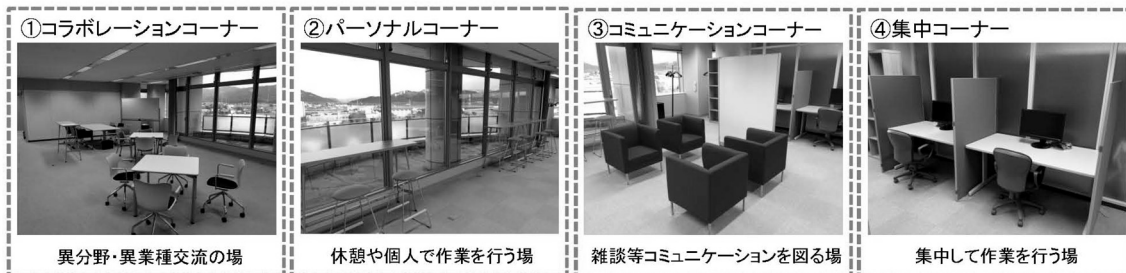 ①コラボレーションコーナー
異分野・異業種交流の場
②パーソナルコーナー
休憩や個人で作業を行う場
③コミュニケーションコーナー
雑談等コミュニケーションを図る場
④集中コーナー
集中して作業を行う場